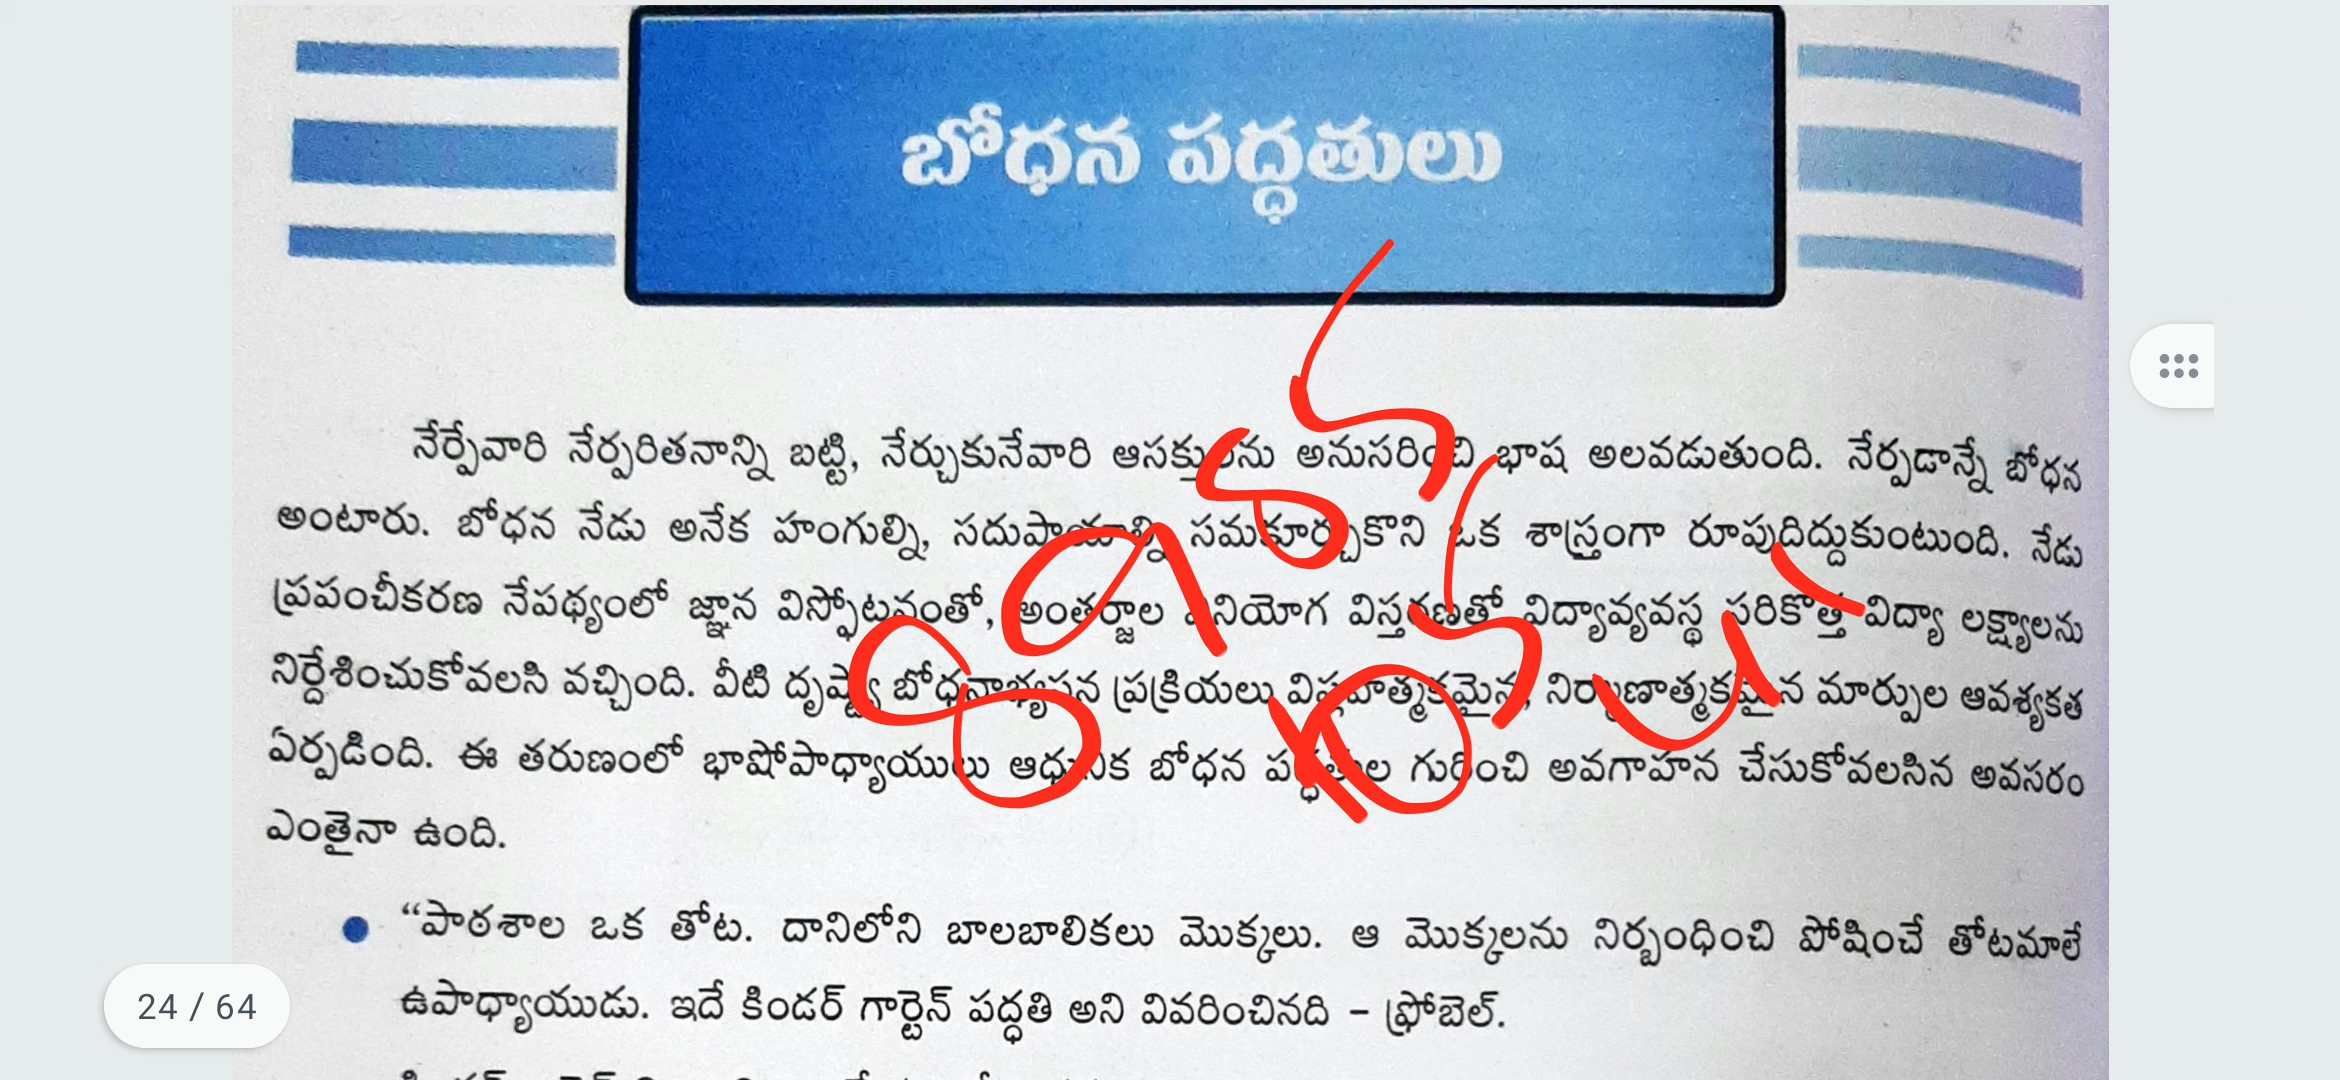 బోధన పద్ధతులు
నేర్పేవారి నేర్పరితనాన్ని బట్టి, నేర్చుకునేవారి ఆసక్తులను అనుసరించి భాష అలవడుతుంది. నేర్పడాన్నే బోధన
అంటారు. బోధన నేడు అనేక హంగుల్ని, సదుపాయాల్ని సమకూర్చుకొని ఒక శాస్త్రంగా రూపుదిద్దుకుంటుంది. నేడు
ప్రపంచీకరణ నేపథ్యంలో జ్ఞాన విస్ఫోటనంతో, అంతర్జాల వినియోగ విస్తరణతో విద్యావ్యవస్థ సరికొత్త విద్యా లక్ష్యాలను
నిర్దేశించుకోవలసి వచ్చింది. వీటి దృష్ట్యా బోధనాభ్యసన ప్రక్రియలు విప్లవాత్మకమైన, నిర్మాణాత్మకమైన మార్పుల ఆవశ్యకత
ఏర్పడింది. ఈ తరుణంలో భాషోపాధ్యాయులు ఆధునిక బోధన పద్ధతుల గురించి అవగాహన చేసుకోవలసిన అవసరం
ఎంతైనా ఉంది.
● “పాఠశాల ఒక తోట. దానిలోని బాలబాలికలు మొక్కలు. ఆ మొక్కలను నిర్బంధించి పోషించే తోటమాలే
ఉపాధ్యాయుడు. ఇదే కిండర్ గార్టెన్ పద్ధతి అని వివరించినది – ఫ్రోబెల్.
24 / 64